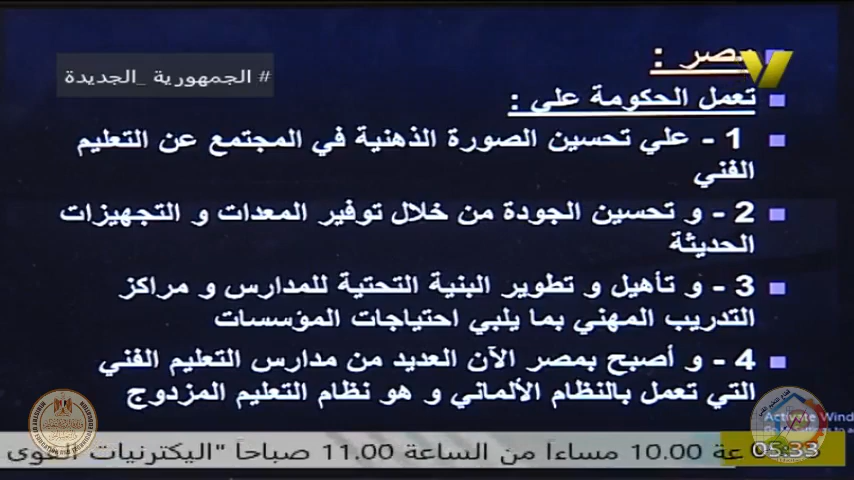 مصر :
# الجمهورية _الجديدة
تعمل الحكومة علي :
1 - علي تحسين الصورة الذهنية في المجتمع عن التعليم
الفني
2 - و تحسين الجودة من خلال توفير المعدات و التجهيزات
الحديثة
3 - و تأهيل و تطوير البنية التحتية للمدارس و مراكز
التدريب المهني بما يلبي احتياجات المؤسسات
4 - و أصبح بمصر الآن العديد من مدارس التعليم الفني
التي تعمل بالنظام الألماني و هو نظام التعليم المزدوج
Activate Wind
10.00 مساءاً من الساعة 11.00 صباحاً "اليكترنيات
05:33